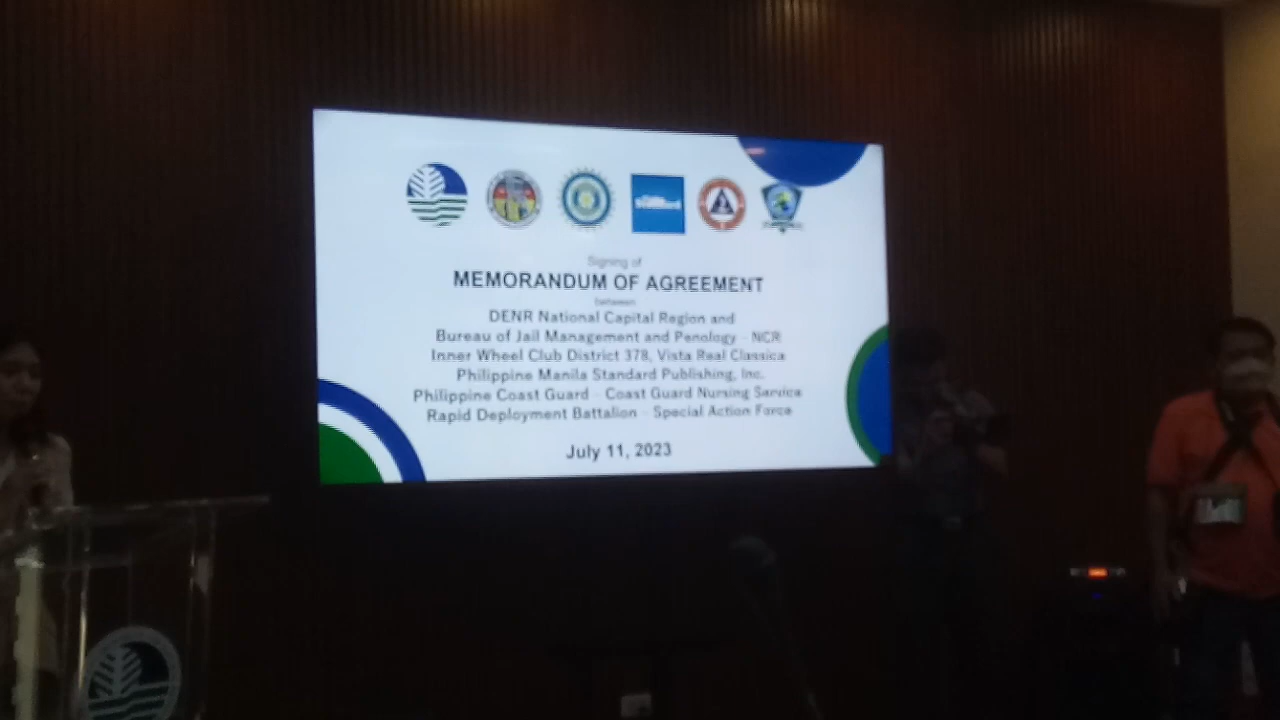 Signing of
MEMORANDUM OF AGREEMENT
between
DENR National Capital Region and
Bureau of Jail Management and Penology - NCR
Inner Wheel Club District 378, Vista Real Classica
Philippine Manila Standard Publishing, Inc.
Philippine Coast Guard - Coast Guard Nursing Service
Rapid Deployment Battalion - Special Action Force
July 11, 2023